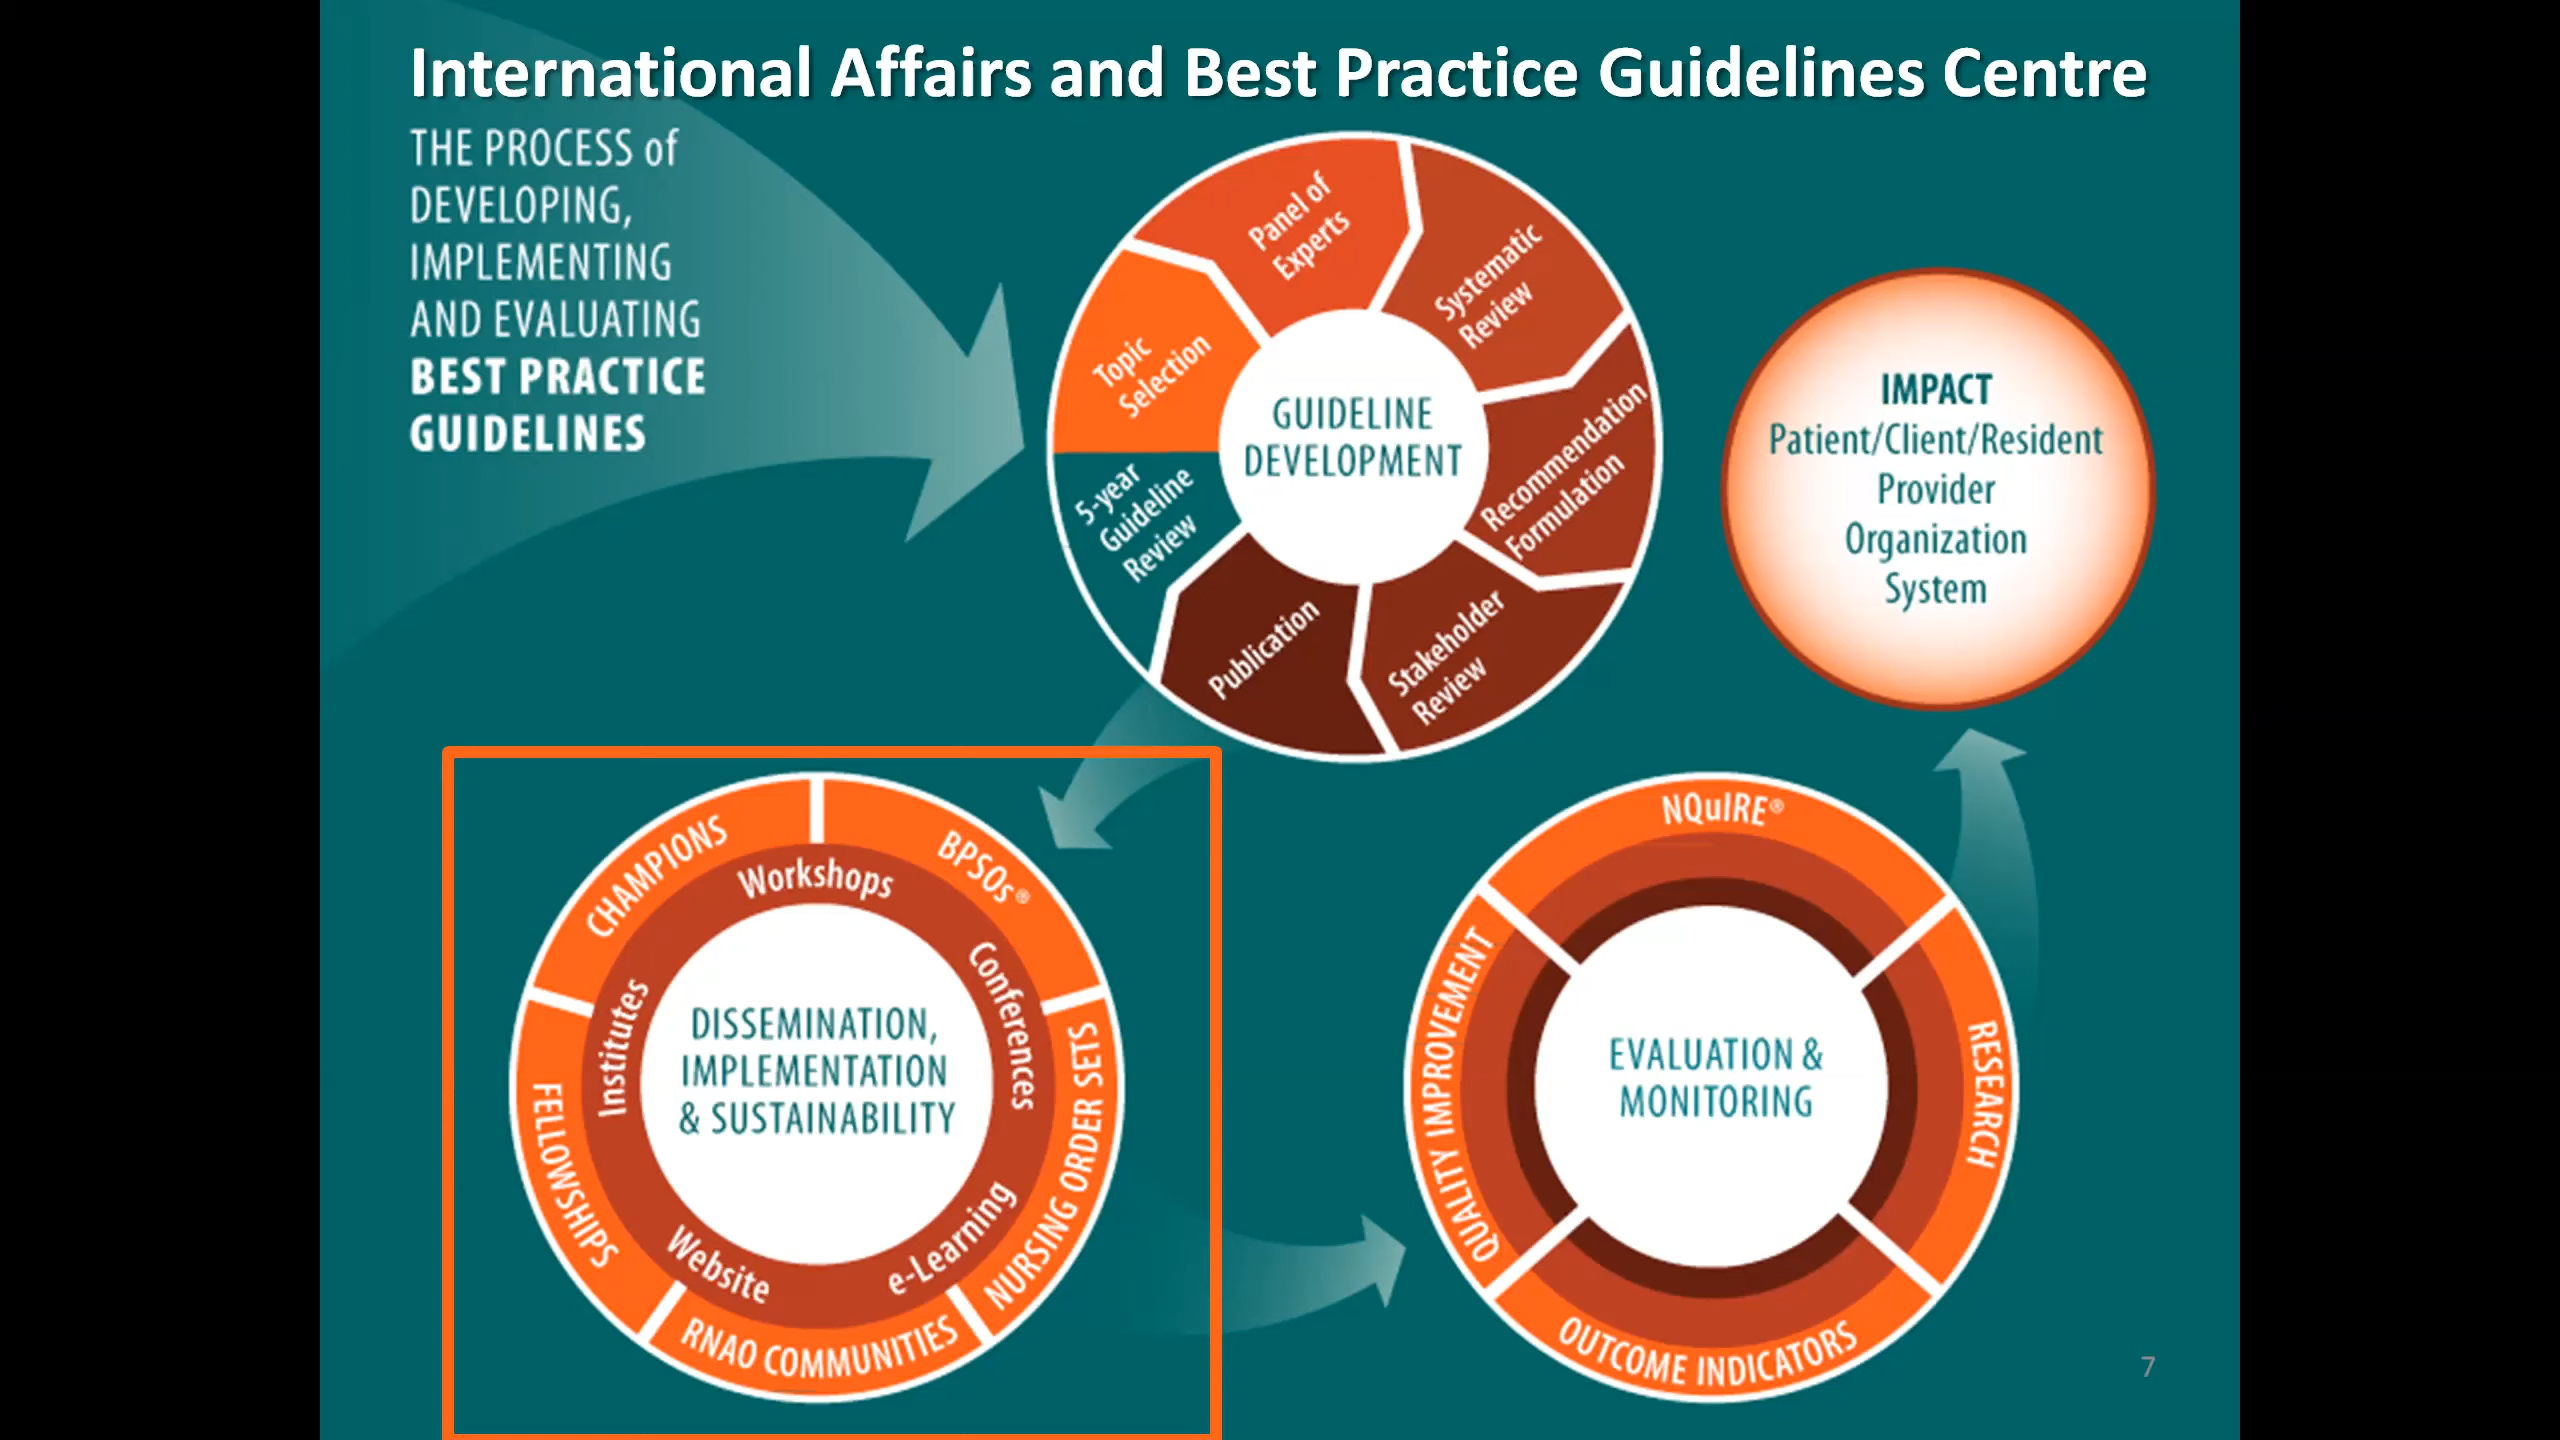 International Affairs and Best Practice Guidelines Centre
THE PROCESS of
DEVELOPING,
IMPLEMENTING
AND EVALUATING
BEST PRACTICE
GUIDELINES
Topic
Selection
Panel of
Experts
Systematic
Review
Recommendation
Formulation
Stakeholder
Review
Publication
5-year
Guideline
Review
GUIDELINE
DEVELOPMENT
IMPACT
Patient/Client/Resident
Provider
Organization
System
CHAMPIONS
BPSOs®
NURSING ORDER SETS
RNAO COMMUNITIES
FELLOWSHIPS
Workshops
Conferences
e-Learning
Website
Institutes
DISSEMINATION,
IMPLEMENTATION
& SUSTAINABILITY
NQuIRE®
RESEARCH
OUTCOME INDICATORS
QUALITY IMPROVEMENT
EVALUATION &
MONITORING
7